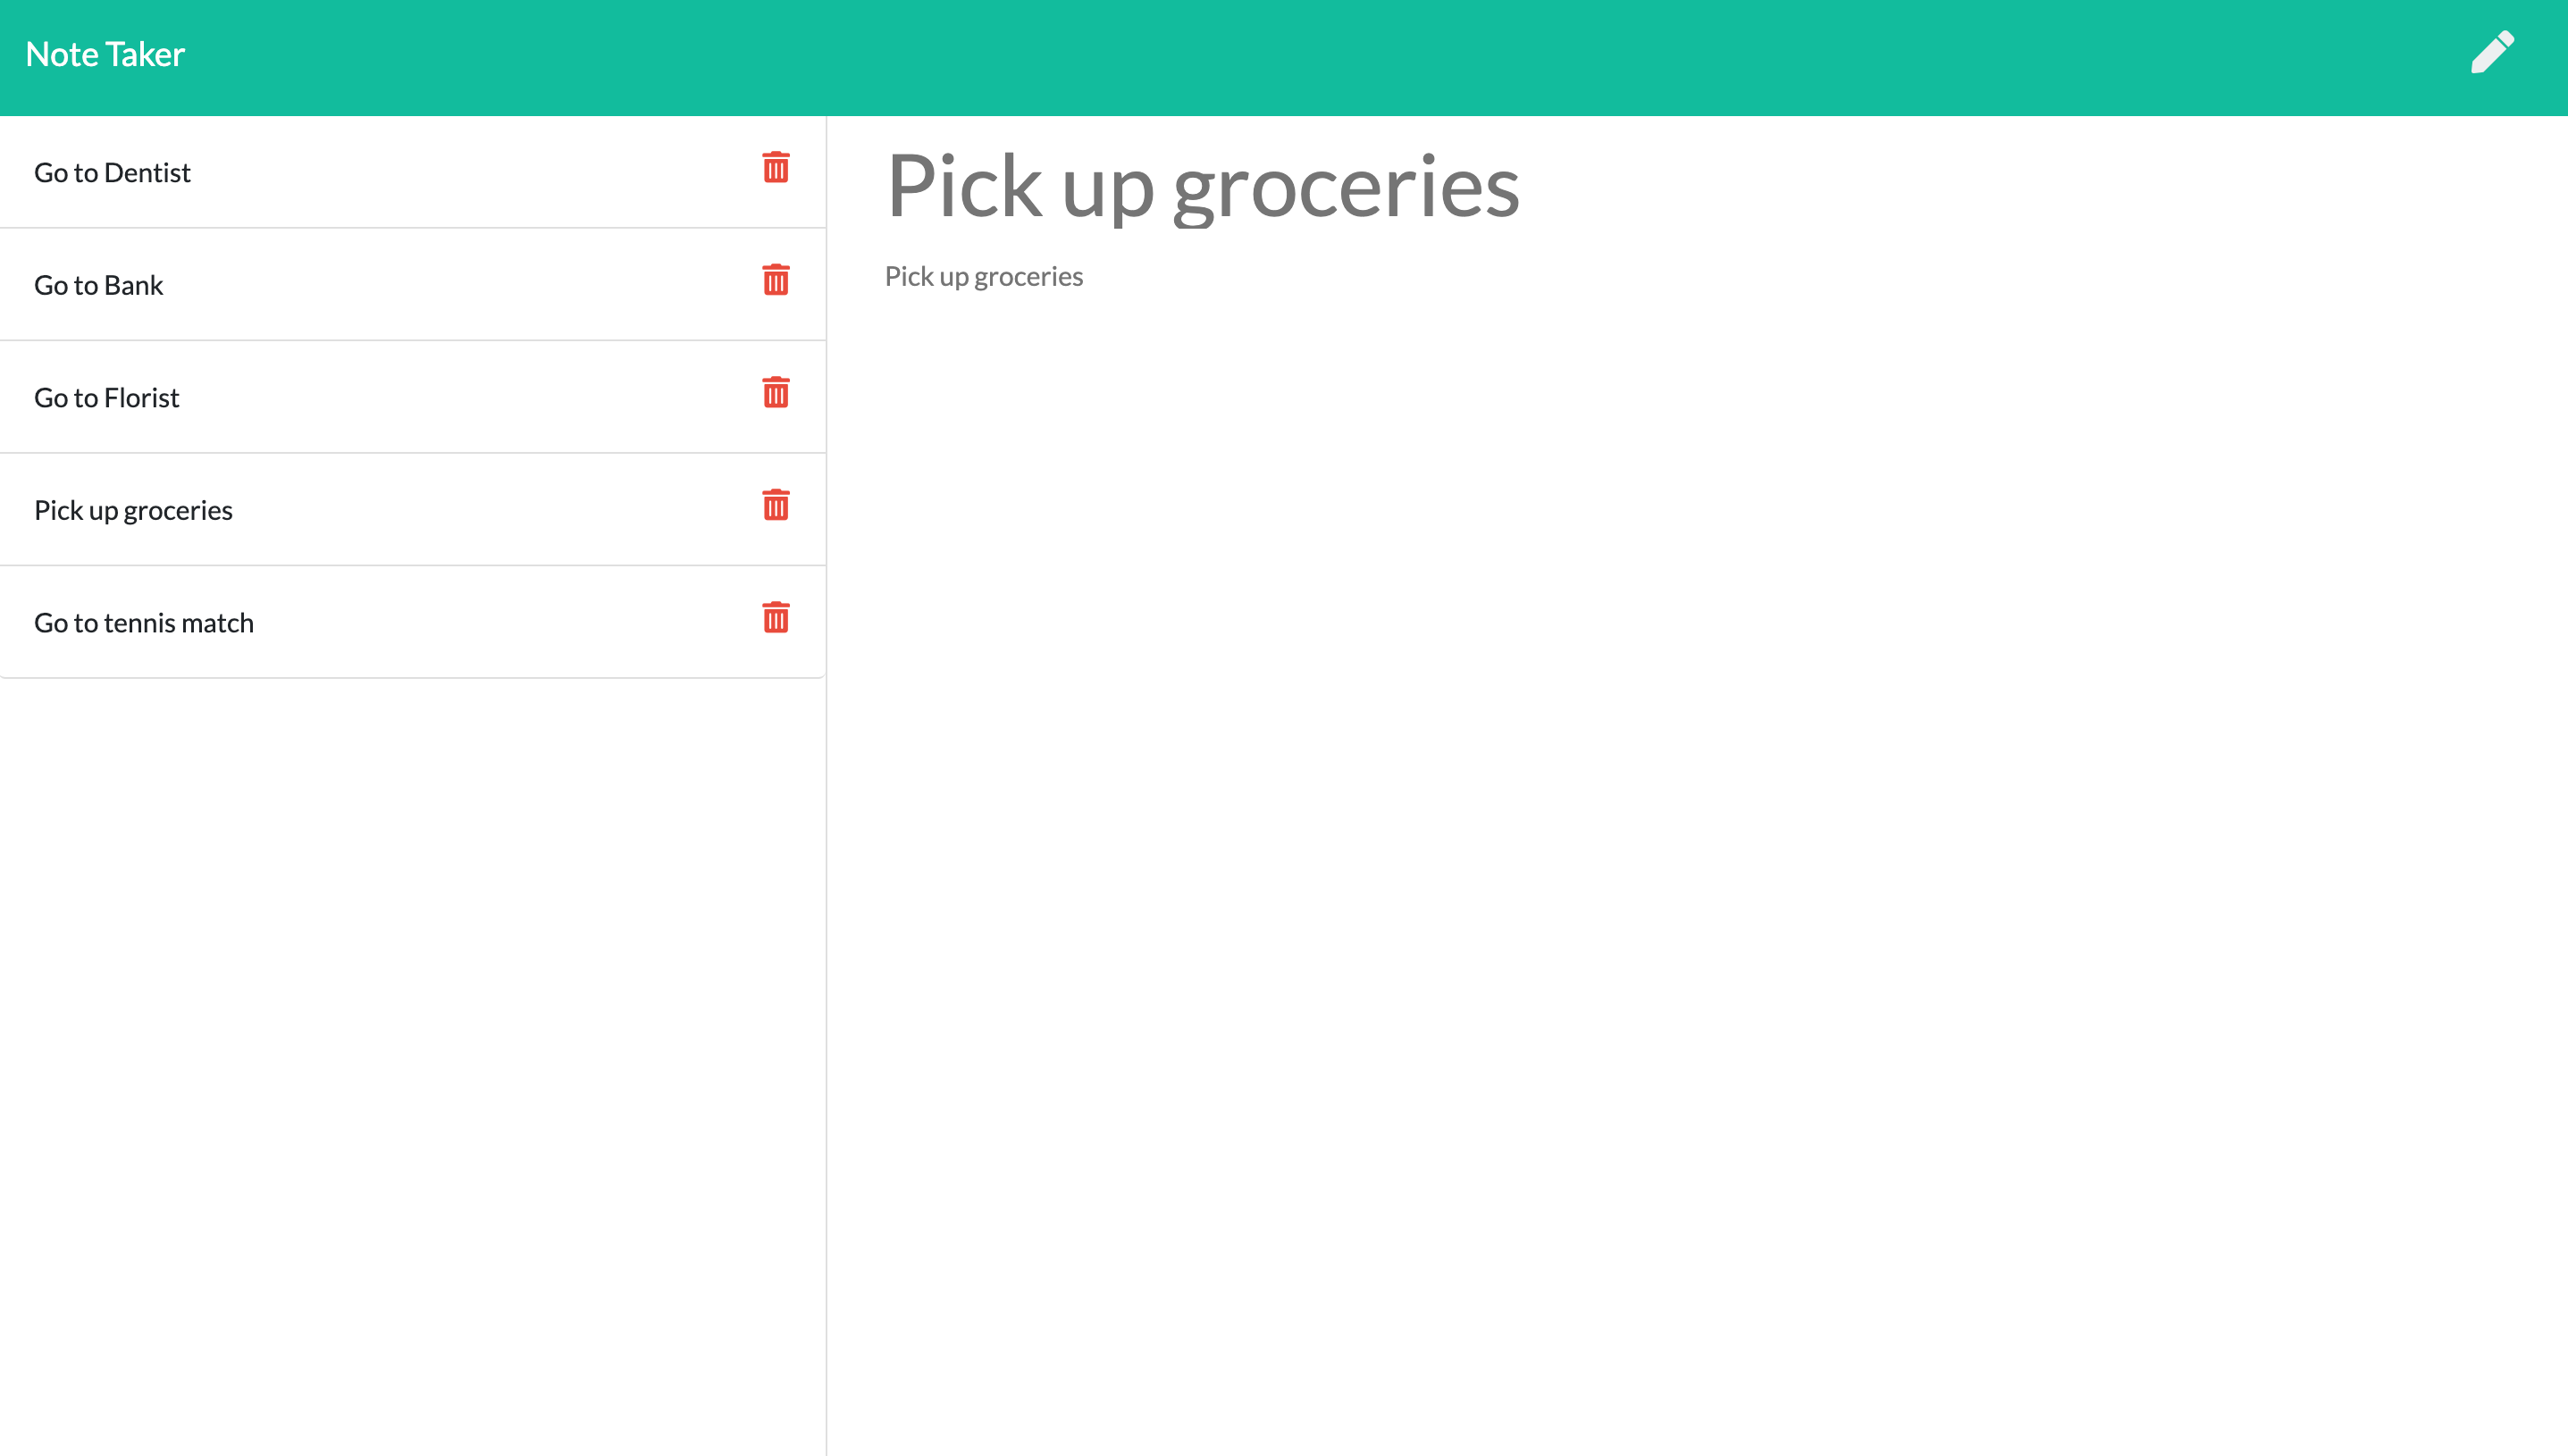 Note Taker
Go to Dentist
Go to Bank
Go to Florist
Pick up groceries
Go to tennis match
Pick up groceries
Pick up groceries